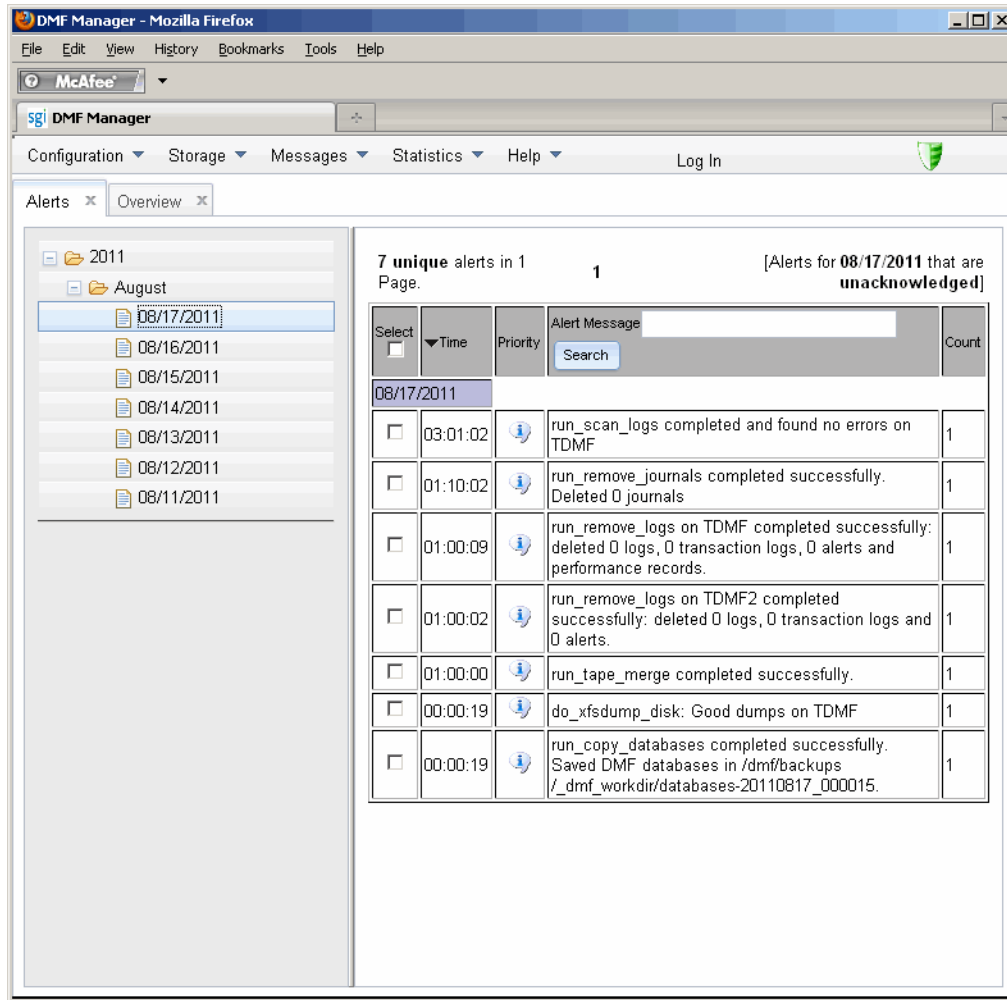 DMF Manager - Mozilla Firefox
File Edit View History Bookmarks Tools Help
McAfee
sgi DMF Manager
Configuration Storage Messages Statistics Help Log In
Alerts x Overview x
2011
August
08/17/2011
08/16/2011
08/15/2011
08/14/2011
08/13/2011
08/12/2011
08/11/2011
7 unique alerts in 1
Page.
1
[Alerts for 08/17/2011 that are
unacknowledged]
Select
Time
Priority
Alert Message
Search
Count
08/17/2011
03:01:02
run_scan_logs completed and found no errors on
TDMF
1
01:10:02
run_remove_journals completed successfully.
Deleted 0 journals
1
01:00:09
run_remove_logs on TDMF completed successfully:
deleted 0 logs, 0 transaction logs, 0 alerts and
performance records.
1
01:00:02
run_remove_logs on TDMF2 completed
successfully: deleted 0 logs, 0 transaction logs and
0 alerts.
1
01:00:00
run_tape_merge completed successfully.
1
00:00:19
do_xfsdump_disk: Good dumps on TDMF
1
00:00:19
run_copy_databases completed successfully.
Saved DMF databases in /dmf/backups
/_dmf_workdir/databases-20110817_000015.
1